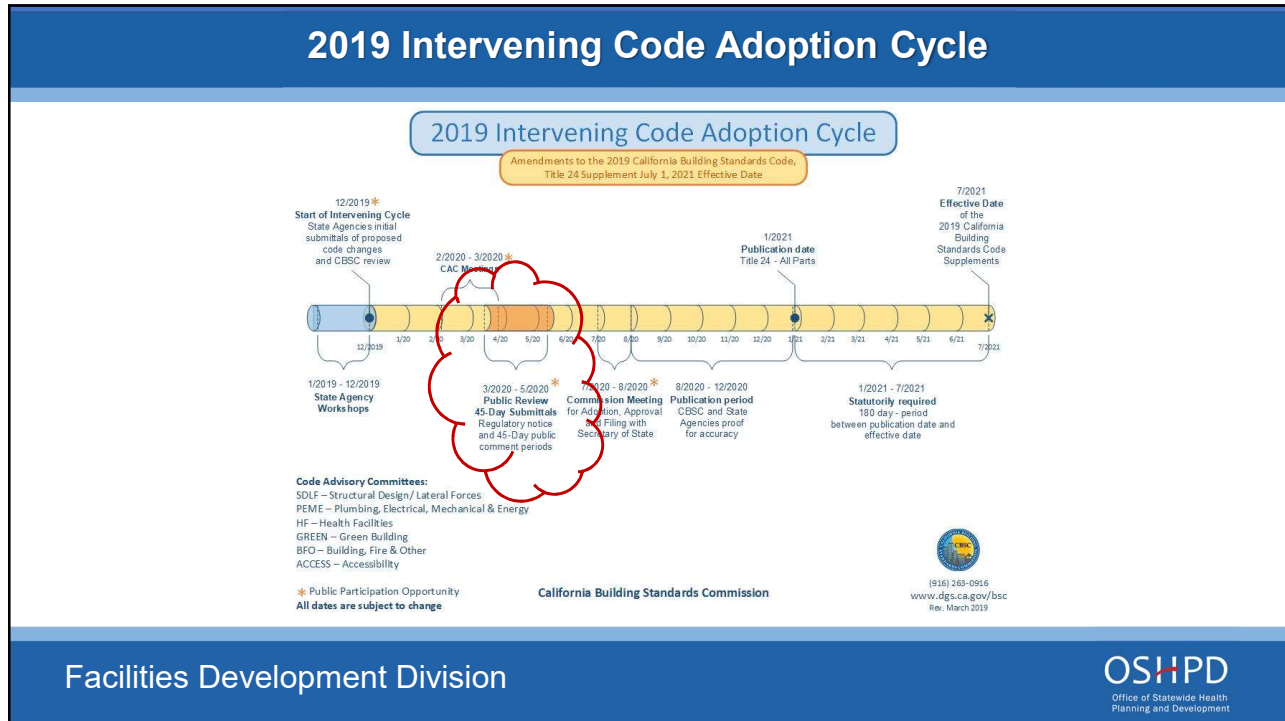 2019 Intervening Code Adoption Cycle
2019 Intervening Code Adoption Cycle
Amendments to the 2019 California Building Standards Code,
Title 24 Supplement July 1, 2021 Effective Date
12/2019 *
Start of Intervening Cycle
State Agencies initial
submittals of proposed
code changes
and CBSC review
2/2020 - 3/2020 *
CAC Meetings
1/2021
Publication date
Title 24 - All Parts
7/2021
Effective Date
of the
2019 California
Building
Standards Code
Supplements
12/2019
1/20
2/20
3/20
4/20
5/20
6/20
7/20
8/20
9/20
10/20
11/20
12/20
1/21
2/21
3/21
4/21
5/21
6/21
7/2021
1/2019 - 12/2019
State Agency
Workshops
3/2020 - 5/2020 *
Public Review
45-Day Submittals
Regulatory notice
and 45-Day public
comment periods
7/2020 - 8/2020 *
Commission Meeting
for Adoption, Approval
and Filing with
Secretary of State
8/2020 - 12/2020
Publication period
CBSC and State
Agencies proof
for accuracy
1/2021 - 7/2021
Statutorily required
180 day - period
between publication date and
effective date
Code Advisory Committees:
SDLF – Structural Design/ Lateral Forces
PEME – Plumbing, Electrical, Mechanical & Energy
HF – Health Facilities
GREEN – Green Building
BFO – Building, Fire & Other
ACCESS – Accessibility
* Public Participation Opportunity
All dates are subject to change
California Building Standards Commission
CBSC
(916) 263-0916
www.dgs.ca.gov/bsc
Rev. March 2019
Facilities Development Division
OSHPD
Office of Statewide Health
Planning and Development